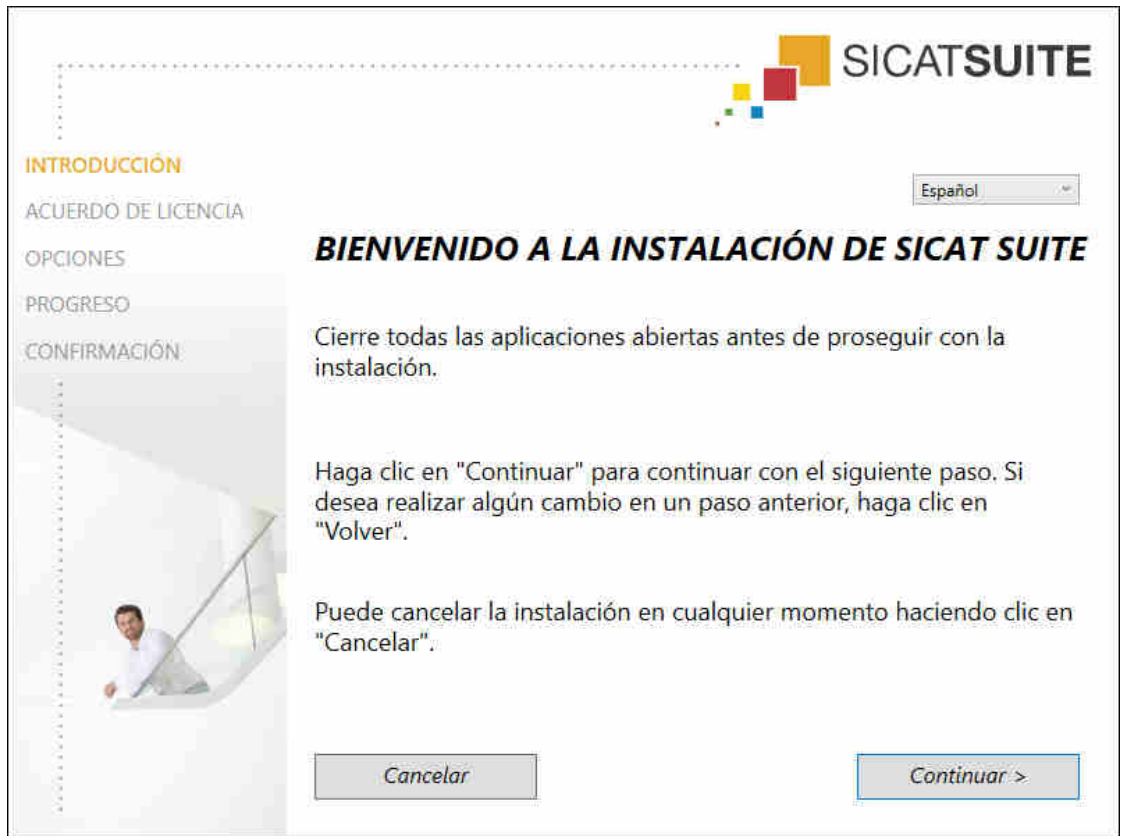 SICATSUITE
INTRODUCCIÓN
ACUERDO DE LICENCIA
OPCIONES
PROGRESO
CONFIRMACIÓN
Español
BIENVENIDO A LA INSTALACIÓN DE SICAT SUITE
Cierre todas las aplicaciones abiertas antes de proseguir con la
instalación.
Haga clic en "Continuar" para continuar con el siguiente paso. Si
desea realizar algún cambio en un paso anterior, haga clic en
"Volver".
Puede cancelar la instalación en cualquier momento haciendo clic en
"Cancelar".
Cancelar
Continuar >